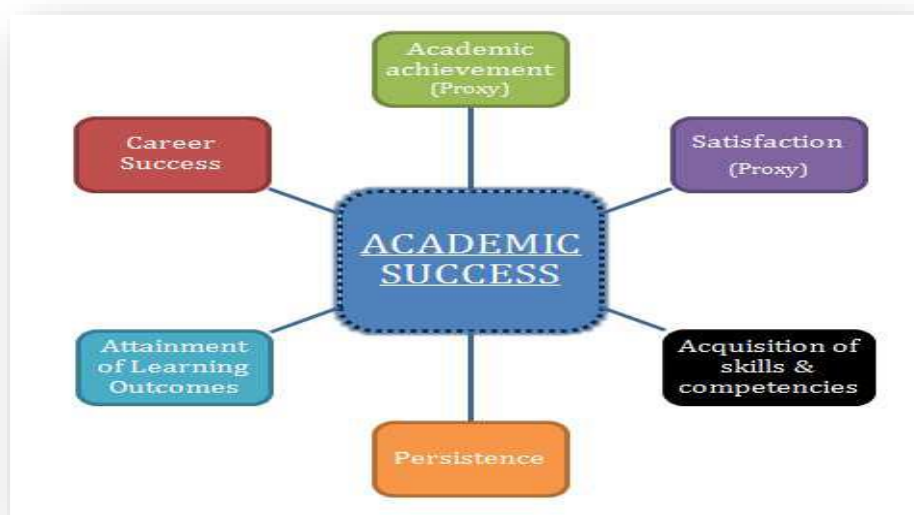 Academic
achievement
(Proxy)
Career
Success
Satisfaction
(Proxy)
ACADEMIC
SUCCESS
Attainment
of Learning
Outcomes
Acquisition of
skills &
competencies
Persistence